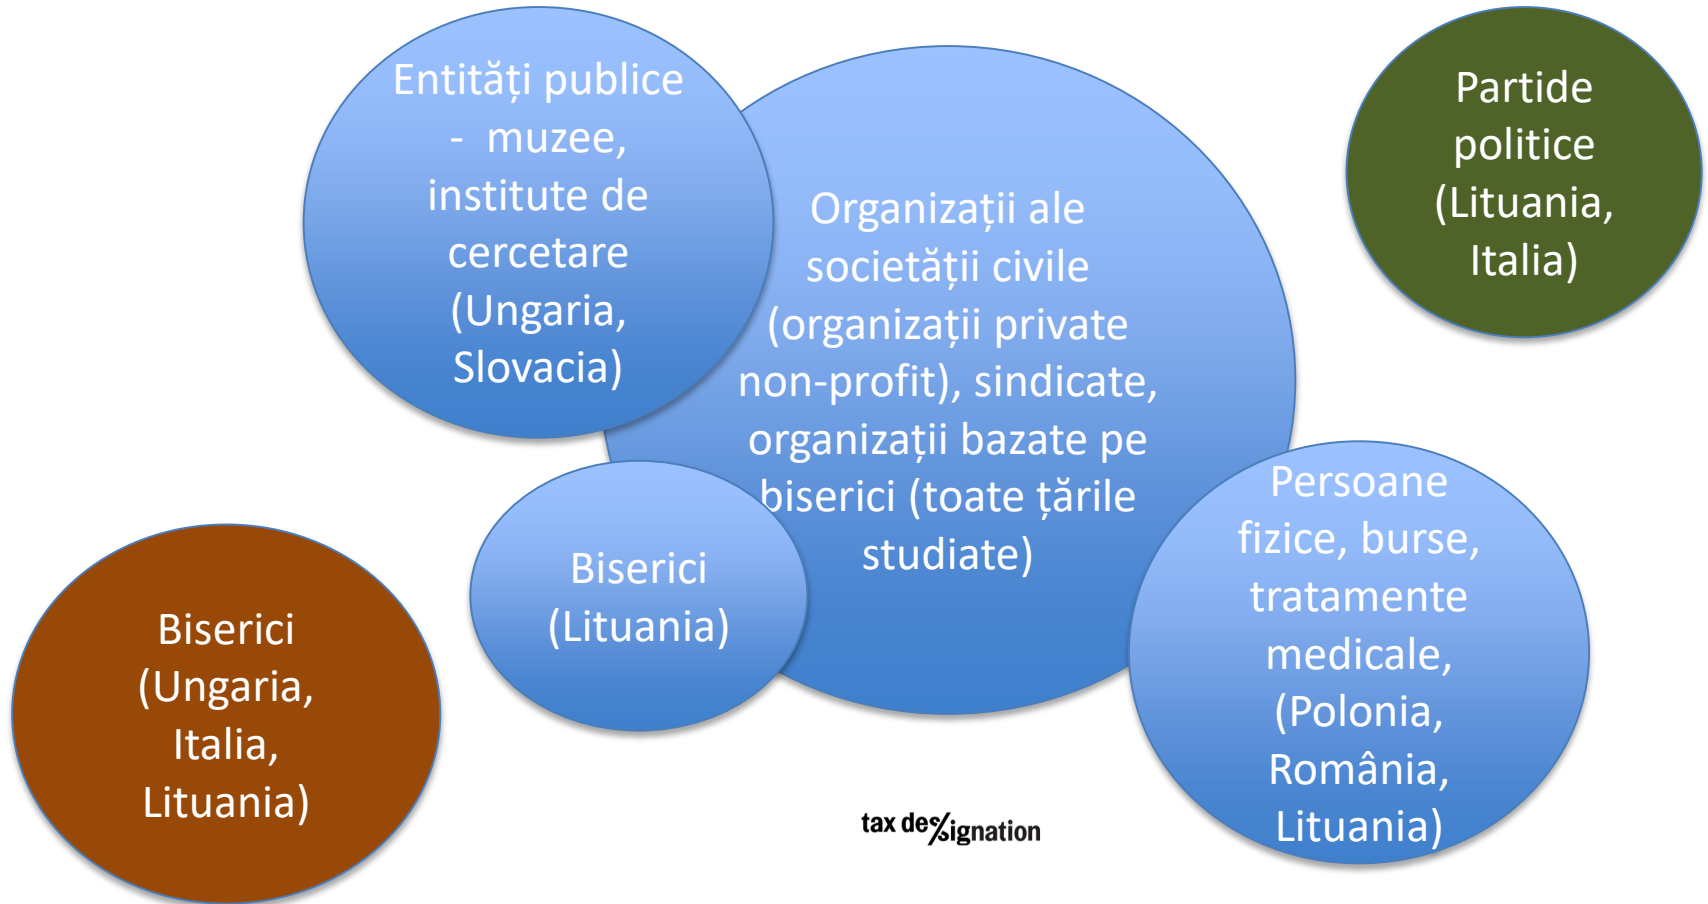 Entități publice
- muzee,
institute de
cercetare
(Ungaria,
Slovacia)
Organizații ale
societății civile
(organizații private
non-profit), sindicate,
organizații bazate pe
biserici (toate țările
studiate)
Partide
politice
(Lituania,
Italia)
Biserici
(Ungaria,
Italia,
Lituania)
Biserici
(Lituania)
Persoane
fizice, burse,
tratamente
medicale,
(Polonia,
România,
Lituania)
tax de%ignation